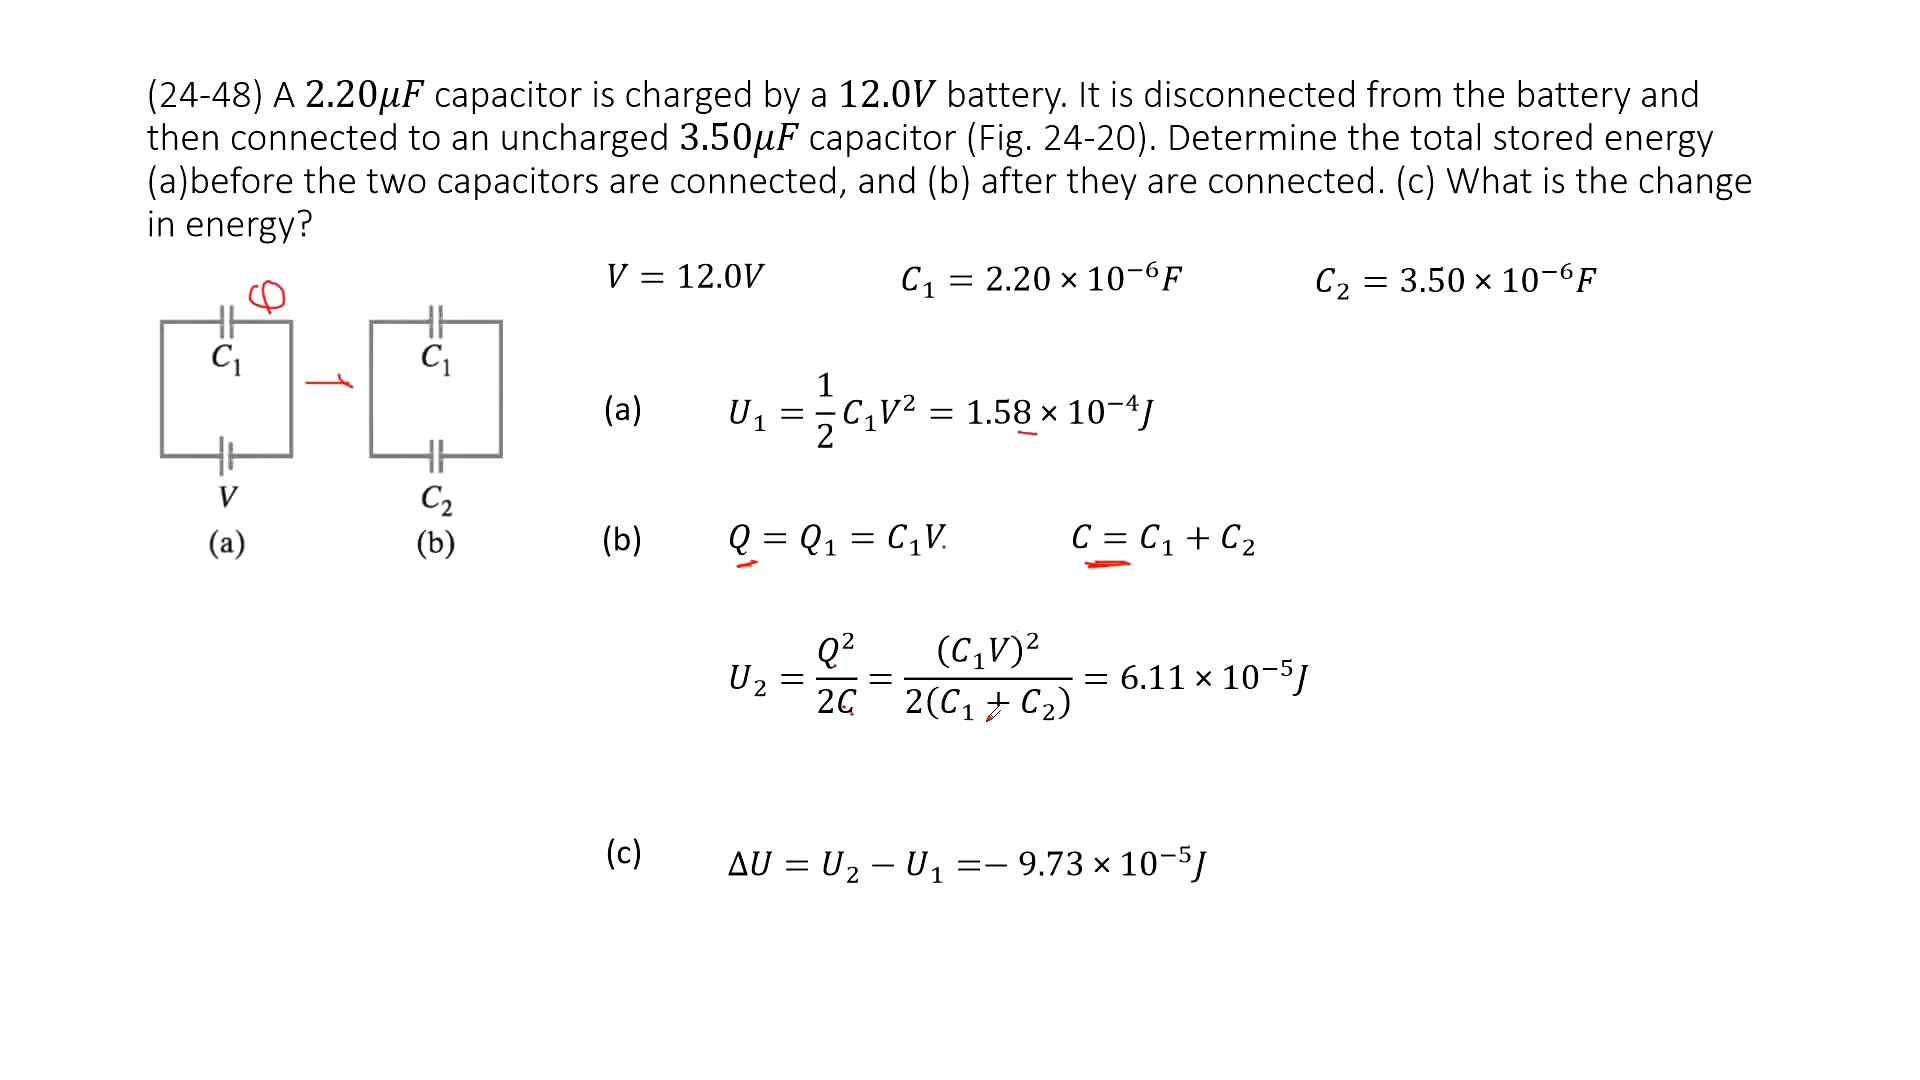 (24-48) A 2.20μF capacitor is charged by a 12.0V battery. It is disconnected from the battery and
then connected to an uncharged 3.50μF capacitor (Fig. 24-20). Determine the total stored energy
(a)before the two capacitors are connected, and (b) after they are connected. (c) What is the change
in energy?
V = 12.0V C₁ = 2.20 × 10⁻⁶F C₂ = 3.50 × 10⁻⁶F
Q
C₁ C₁
V C₂
(a) (b)
(a) U₁ = 1/2 C₁V² = 1.58 × 10⁻⁴J
(b) Q = Q₁ = C₁V. C = C₁ + C₂
U₂ = Q²/2C = (C₁V)²/2(C₁ + C₂) = 6.11 × 10⁻⁵J
(c) ΔU = U₂ − U₁ =− 9.73 × 10⁻⁵J